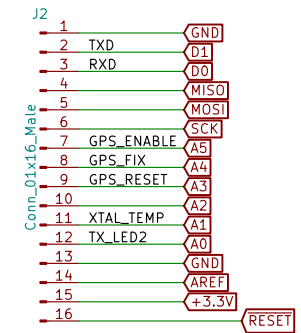 J2
Conn_01x16_Male
1 GND
2 TXD D1
3 RXD D0
4 MISO
5 MOSI
6 SCK
7 GPS_ENABLE A5
8 GPS_FIX A4
9 GPS_RESET A3
10 A2
11 XTAL_TEMP A1
12 TX_LED2 A0
13 GND
14 AREF
15 +3.3V
16 RESET